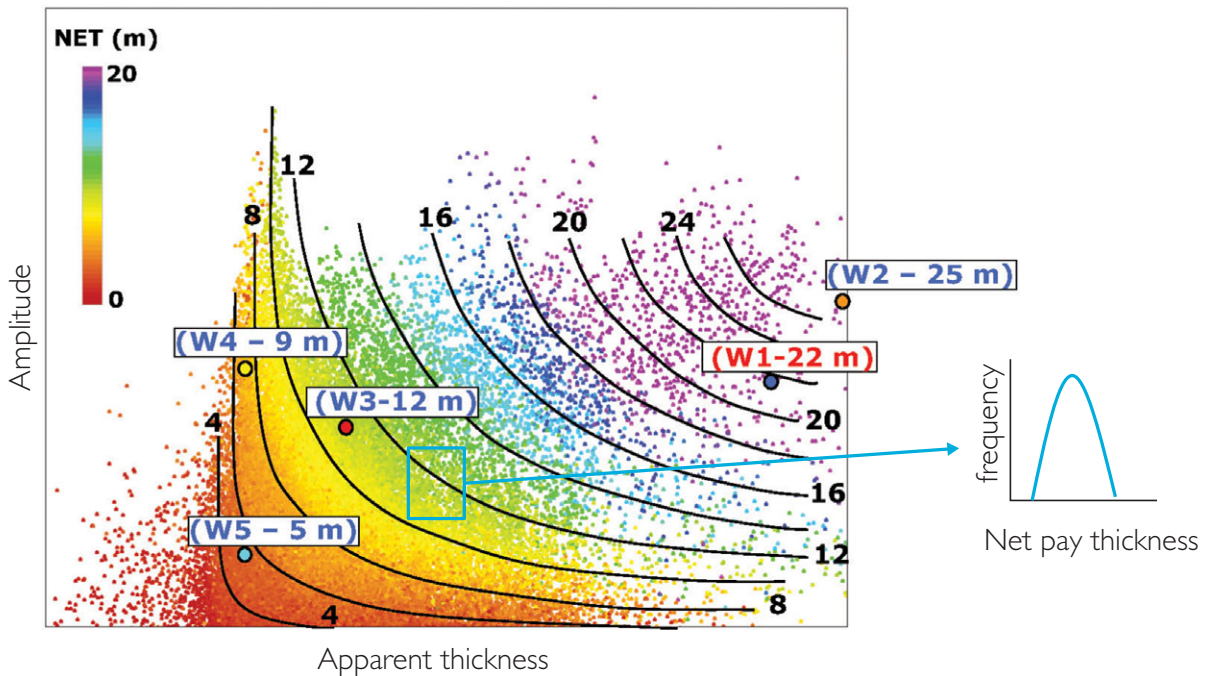 NET (m)
20
0
12
8
16
20
24
(W2 – 25 m)
(W4 – 9 m)
(W1-22 m)
(W3-12 m)
4
20
16
(W5 – 5 m)
12
4
8
Amplitude
Apparent thickness
frequency
Net pay thickness